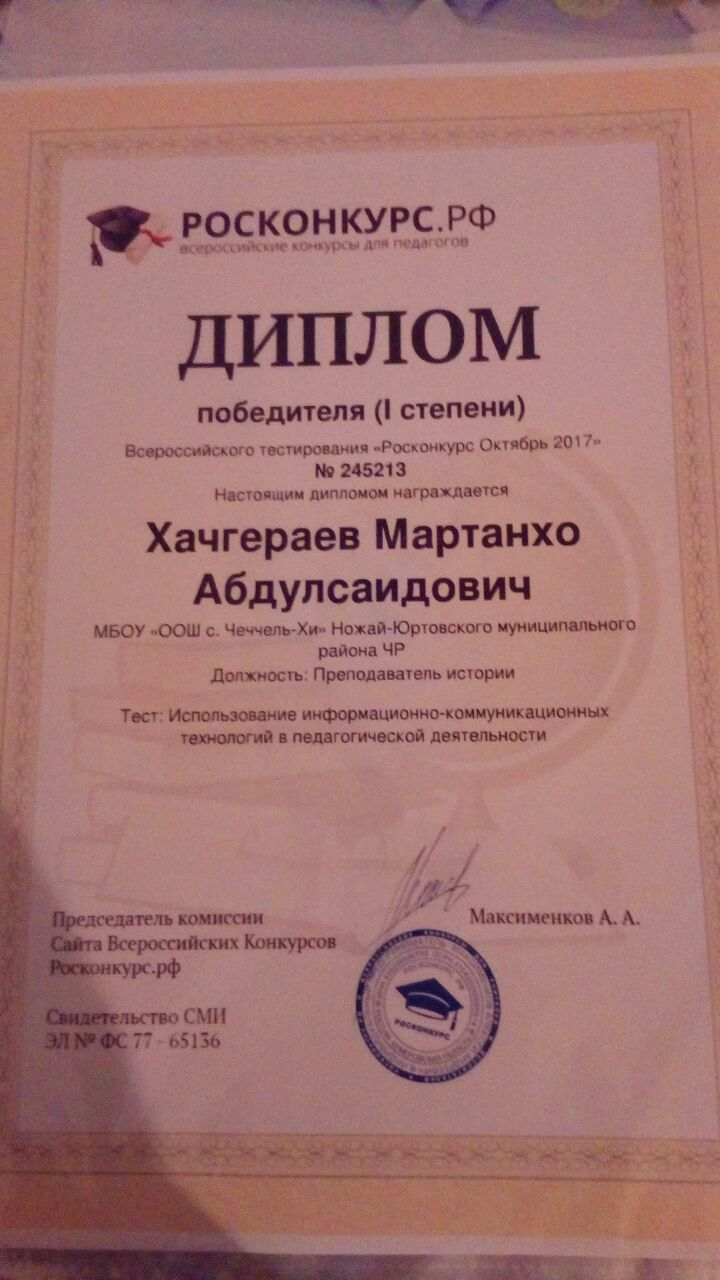 РОСКОНКУРС.РФ
всероссийские конкурсы для педагогов
ДИПЛОМ
победителя (I степени)
Всероссийского тестирования «Росконкурс Октябрь 2017»
№ 245213
Настоящим дипломом награждается
Хачгераев Мартанхо
Абдулсаидович
МБОУ «ООШ с. Чеччель-Хи» Ножай-Юртовского муниципального
района ЧР
Должность: Преподаватель истории
Тест: Использование информационно-коммуникационных
технологий в педагогической деятельности
Председатель комиссии
Сайта Всероссийских Конкурсов
Росконкурс.рф
Максименков А. А.
Свидетельство СМИ
ЭЛ № ФС 77 - 65136
РОСКОНКУРС